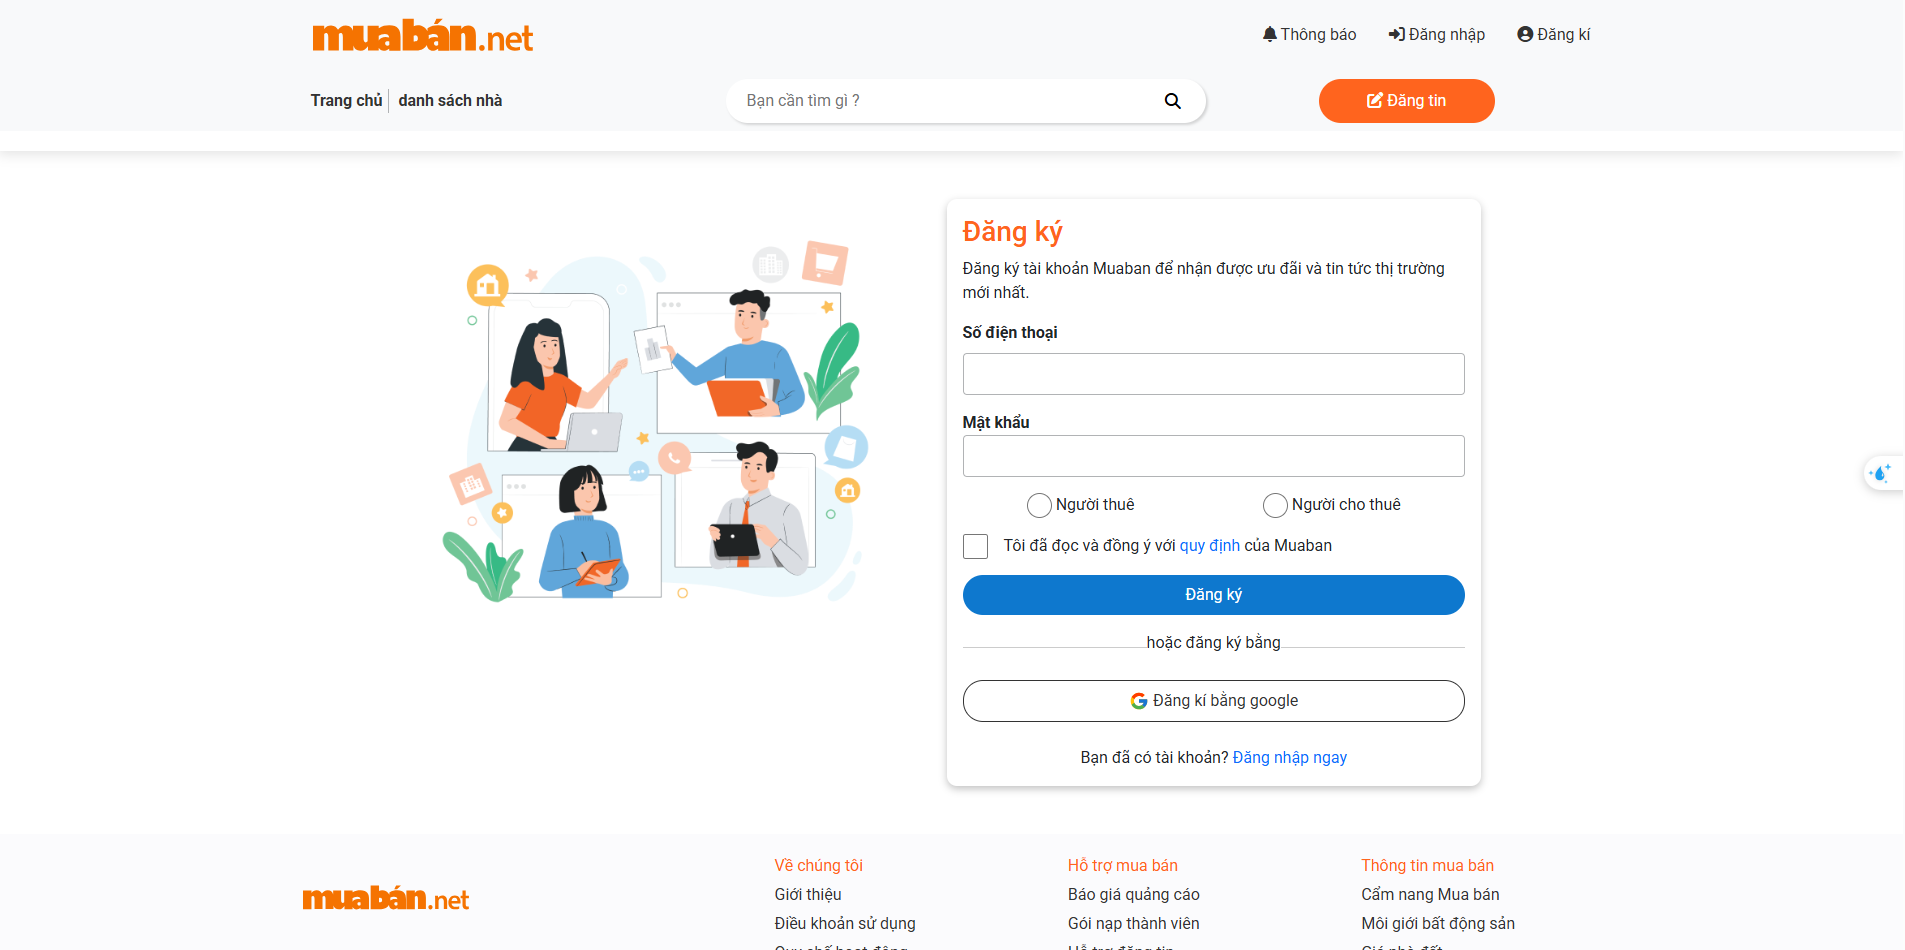 muabán.net
Thông báo
Đăng nhập
Đăng kí
Trang chủ
danh sách nhà
Bạn cần tìm gì ?
Đăng tin
Đăng ký
Đăng ký tài khoản Muaban để nhận được ưu đãi và tin tức thị trường
mới nhất.
Số điện thoại
Mật khẩu
Người thuê
Người cho thuê
Tôi đã đọc và đồng ý với quy định của Muaban
Đăng ký
hoặc đăng ký bằng
Đăng kí bằng google
Bạn đã có tài khoản? Đăng nhập ngay
muabán.net
Về chúng tôi
Giới thiệu
Điều khoản sử dụng
Hỗ trợ mua bán
Báo giá quảng cáo
Gói nạp thành viên
Thông tin mua bán
Cẩm nang Mua bán
Môi giới bất động sản